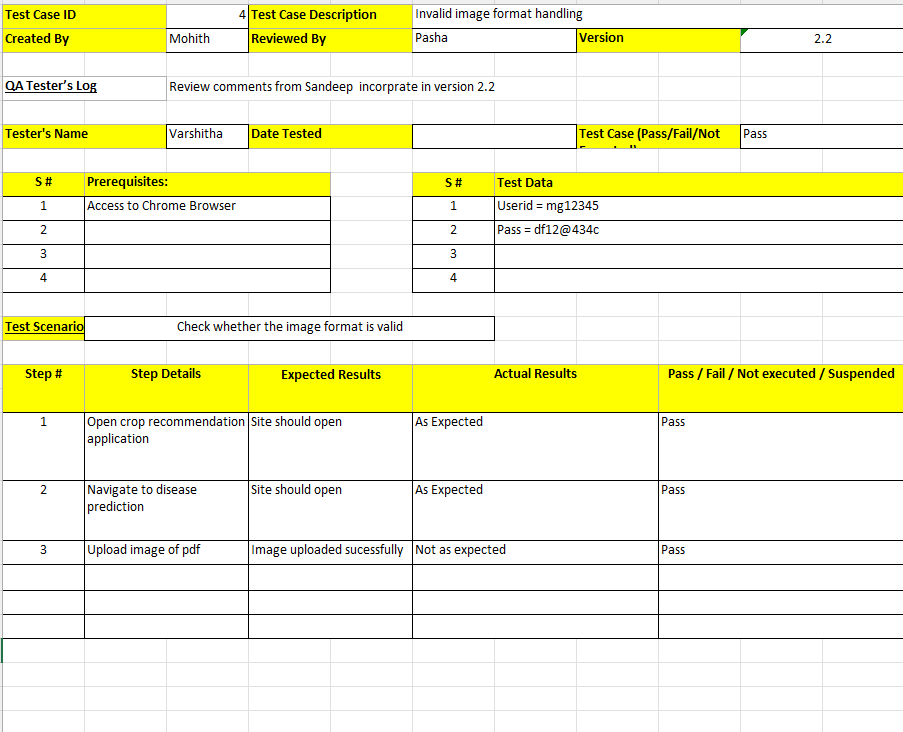 Test Case ID 4 Test Case Description Invalid image format handling
Created By Mohith Reviewed By Pasha Version 2.2
QA Tester's Log Review comments from Sandeep incorprate in version 2.2
Tester's Name Varshitha Date Tested Test Case (Pass/Fail/Not Pass
S # Prerequisites: S # Test Data
1 Access to Chrome Browser 1 Userid = mg12345
2 2 Pass = df12@434c
3 3
4 4
Test Scenario Check whether the image format is valid
Step # Step Details Expected Results Actual Results Pass / Fail / Not executed / Suspended
1 Open crop recommendation Site should open As Expected Pass
application
2 Navigate to disease Site should open As Expected Pass
prediction
3 Upload image of pdf Image uploaded sucessfully Not as expected Pass